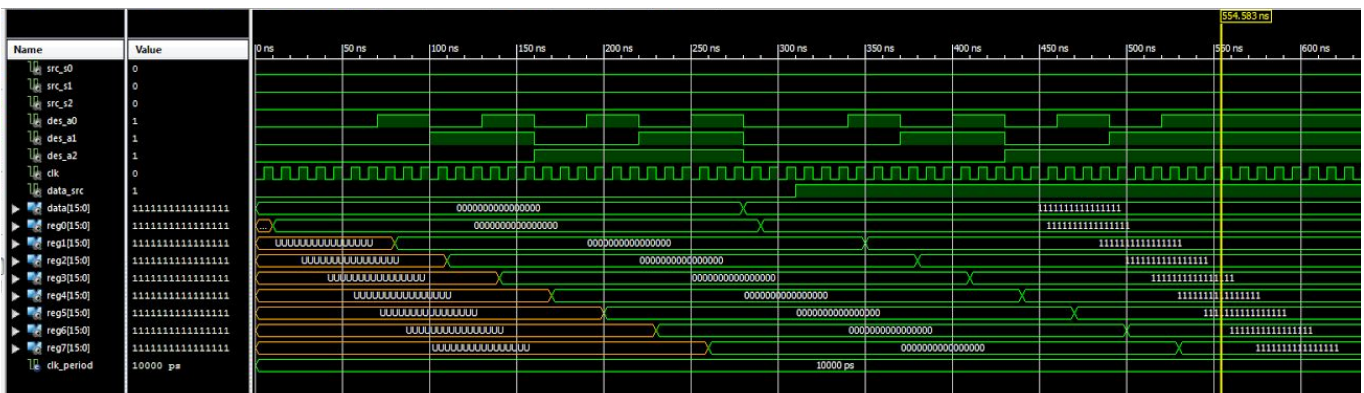 554.583 ns
Name Value 0 ns 50 ns 100 ns 150 ns 200 ns 250 ns 300 ns 350 ns 400 ns 450 ns 500 ns 550 ns 600 ns
src_s0 0
src_s1 0
src_s2 0
des_a0 1
des_a1 1
des_a2 1
clk 0
data_src 1
data[15:0] 1111111111111111 0000000000000000 1111111111111111
reg0[15:0] 1111111111111111 ... 0000000000000000 1111111111111111
reg1[15:0] 1111111111111111 UUUUUUUUUUUUUUUU 0000000000000000 1111111111111111
reg2[15:0] 1111111111111111 UUUUUUUUUUUUUUUU 0000000000000000 1111111111111111
reg3[15:0] 1111111111111111 UUUUUUUUUUUUUUUU 0000000000000000 1111111111111111
reg4[15:0] 1111111111111111 UUUUUUUUUUUUUUUU 0000000000000000 1111111111111111
reg5[15:0] 1111111111111111 UUUUUUUUUUUUUUUU 0000000000000000 1111111111111111
reg6[15:0] 1111111111111111 UUUUUUUUUUUUUUUU 0000000000000000 1111111111111111
reg7[15:0] 1111111111111111 UUUUUUUUUUUUUUUU 0000000000000000 1111111111111111
clk_period 10000 ps 10000 ps